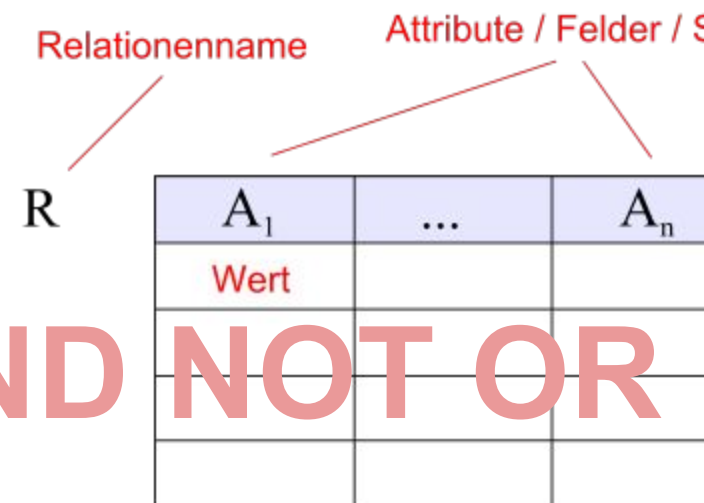 Relationenname
Attribute / Felder / S
R
A₁ ... Aₙ
Wert
ND NOT OR